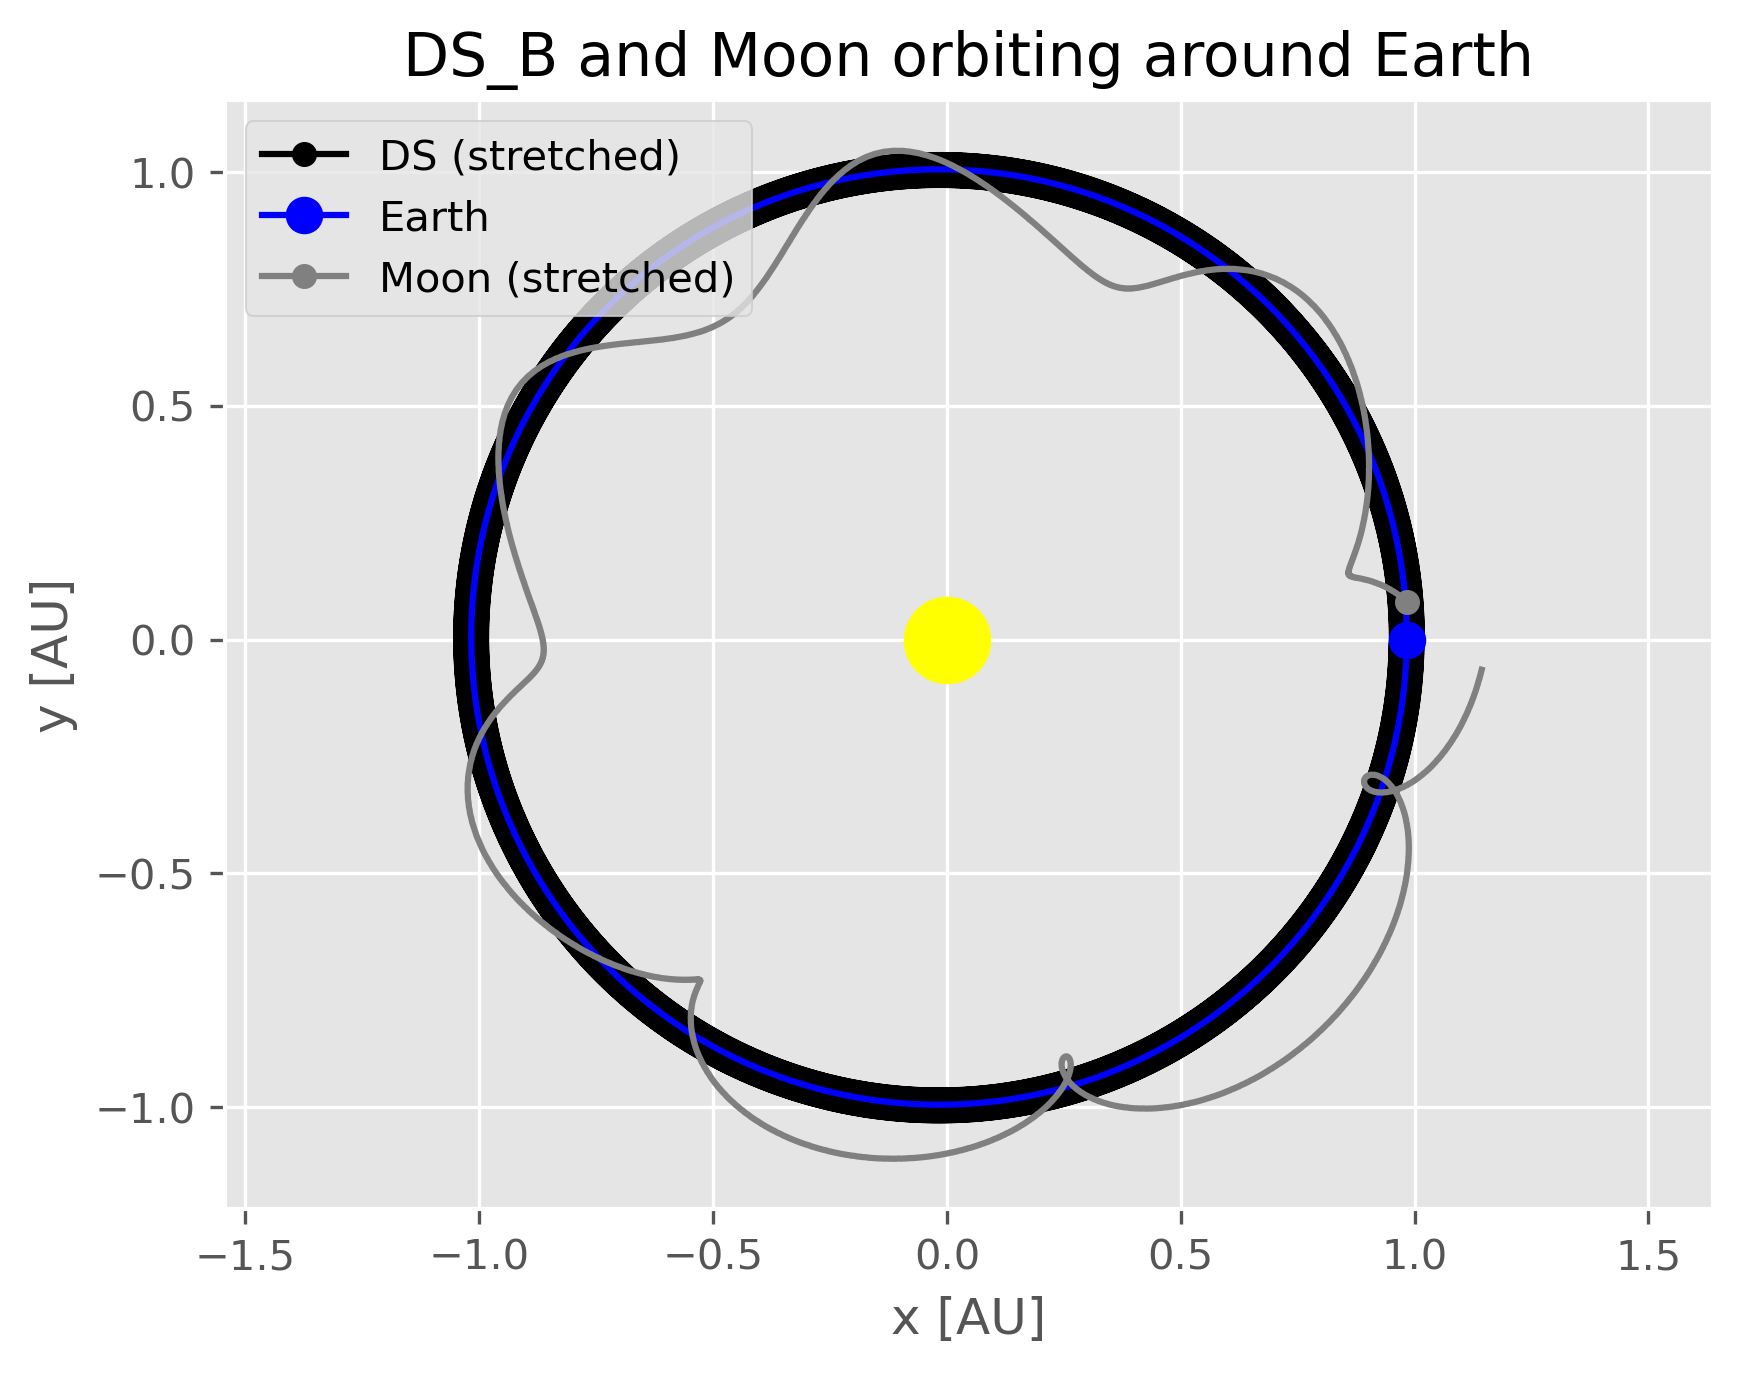 DS_B and Moon orbiting around Earth
DS (stretched)
Earth
Moon (stretched)
y [AU]
1.0
0.5
0.0
−0.5
−1.0
−1.5
−1.0
−0.5
0.0
0.5
1.0
1.5
x [AU]